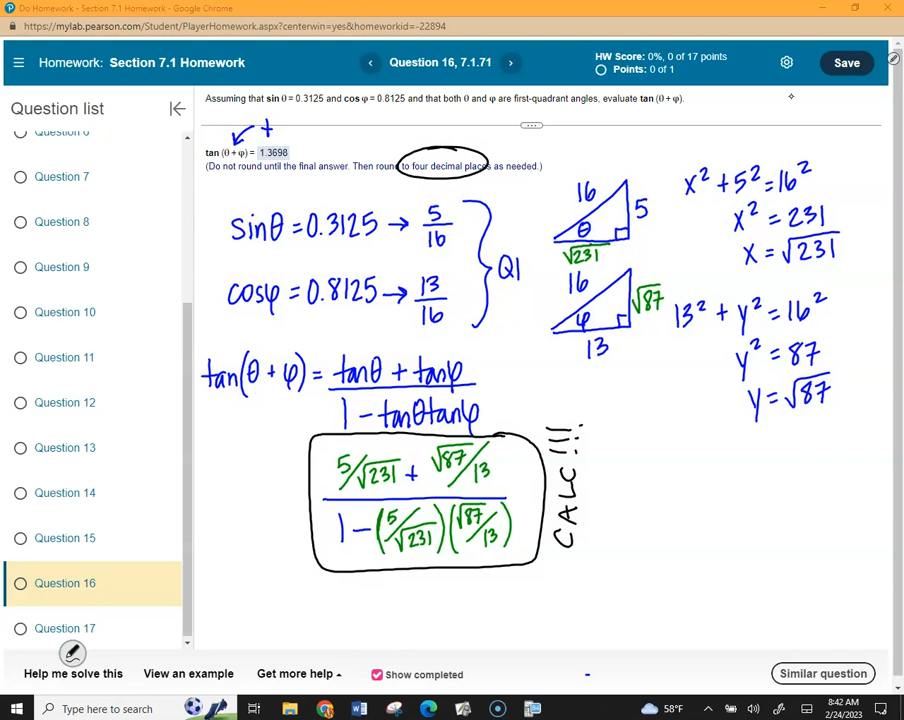 Do Homework - Section 7.1 Homework - Google Chrome
https://mylab.pearson.com/Student/PlayerHomework.aspx?centerwin=yes&homeworkid=-22894
Homework: Section 7.1 Homework
Question 16, 7.1.71
HW Score: 0%, 0 of 17 points
Points: 0 of 1
Save
Question list
Question 6
Question 7
Question 8
Question 9
Question 10
Question 11
Question 12
Question 13
Question 14
Question 15
Question 16
Question 17
Assuming that sin θ = 0.3125 and cos φ = 0.8125 and that both θ and φ are first-quadrant angles, evaluate tan (θ + φ).
+
tan (θ + φ) = 1.3698
(Do not round until the final answer. Then round to four decimal places as needed.)
sinθ = 0.3125 → 5/16
cosφ = 0.8125 → 13/16
Q1
16
5
θ
√231
x² + 5² = 16²
x² = 231
x = √231
16
√87
φ
13
13² + y² = 16²
y² = 87
y = √87
tan(θ + φ) = tanθ + tanφ
1 - tanθtanφ
5/√231 + √87/13
1 - (5/√231)(√87/13)
CALC!!!
Help me solve this
View an example
Get more help
Show completed
Similar question
Type here to search
58°F
8:42 AM
2/24/2023